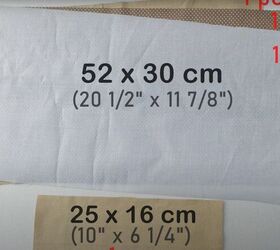 52 x 30 cm
(20 1/2" x 11 7/8")
25 x 16 cm
(10" x 6 1/4")